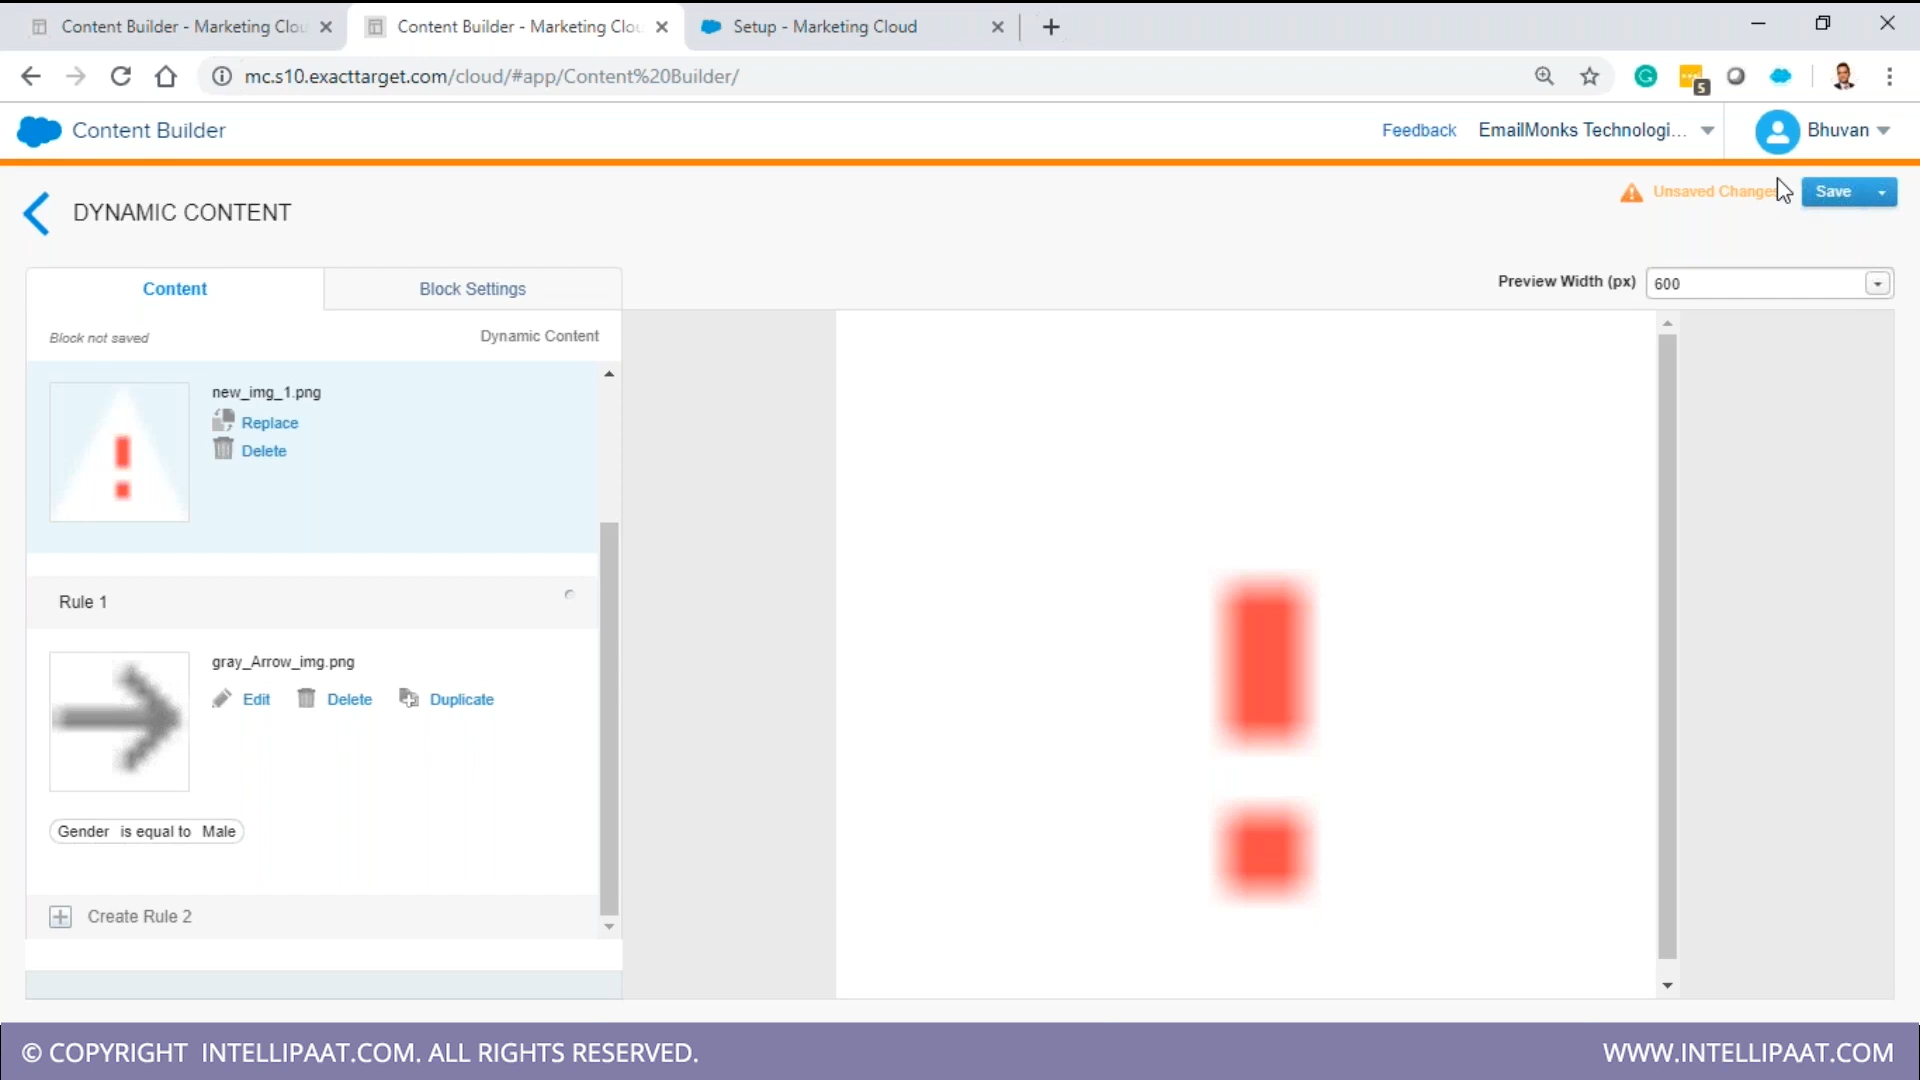 Content Builder - Marketing Clou
Content Builder - Marketing Clou
Setup - Marketing Cloud
mc.s10.exacttarget.com/cloud/#app/Content%20Builder/
S
Content Builder
Feedback
EmailMonks Technologi...
Bhuvan
DYNAMIC CONTENT
Unsaved Changes
Save
Content
Block Settings
Preview Width (px)
600
Block not saved
Dynamic Content
new_img_1.png
Replace
Delete
Rule 1
gray_Arrow_img.png
Edit
Delete
Duplicate
Gender is equal to Male
Create Rule 2
© COPYRIGHT INTELLIPAAT.COM. ALL RIGHTS RESERVED.
WWW.INTELLIPAAT.COM